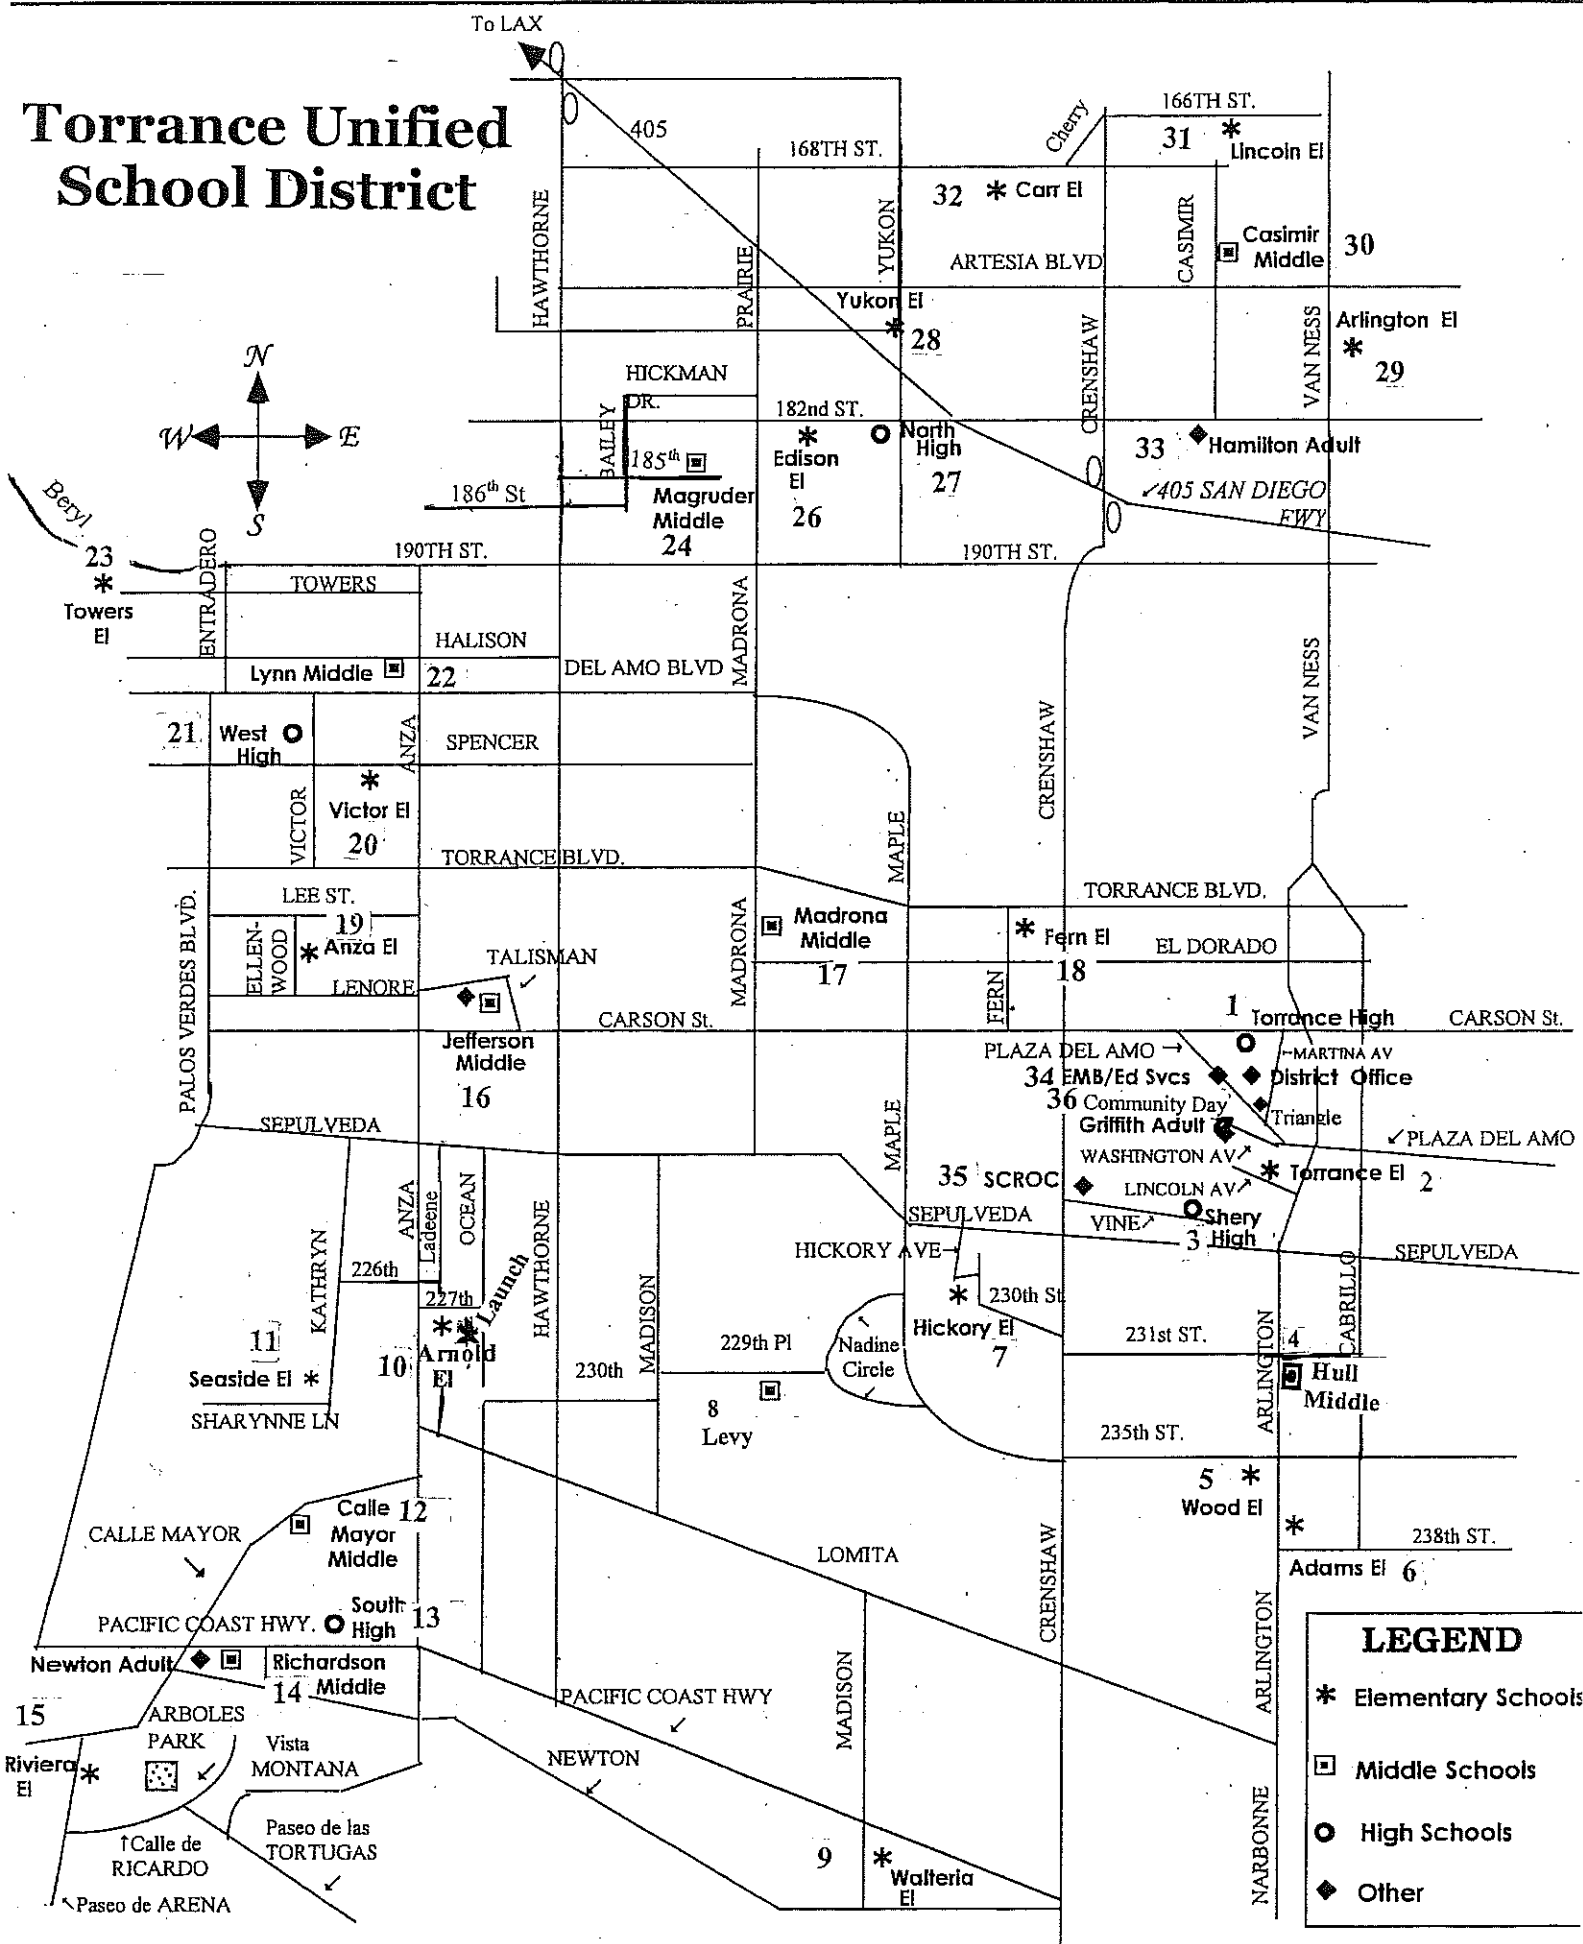 To LAX
Torrance Unified
School District
405
166TH ST.
Cherry
31
Lincoln El
168TH ST.
32
Carr El
HAWTHORNE
PRAIRIE
YUKON
CASIMIR
Casimir
Middle
30
ARTESIA BLVD
Yukon El
28
CRENSHAW
VAN NESS
Arlington El
29
N
W
E
S
HICKMAN
DR.
BAILEY
185th
186th St
Magruder
Middle
24
182nd ST.
Edison
El
26
North
High
27
33
Hamilton Adult
405 SAN DIEGO
FWY
Beryl
23
Towers
El
ENTRADERO
190TH ST.
190TH ST.
TOWERS
HALISON
Lynn Middle
22
DEL AMO BLVD
MADRONA
21
West
High
ANZA
SPENCER
VICTOR
Victor El
20
CRENSHAW
VAN NESS
MAPLE
TORRANCE BLVD.
TORRANCE BLVD.
PALOS VERDES BLVD.
LEE ST.
19
Anza El
ELLEN-
WOOD
LENORE
TALISMAN
MADRONA
Madrona
Middle
17
Fern El
18
FERN
EL DORADO
Jefferson
Middle
16
CARSON St.
1
Torrance High
CARSON St.
PLAZA DEL AMO
MARTINA AV
34 EMB/Ed Svcs
District Office
36 Community Day
Triangle
Griffith Adult
PLAZA DEL AMO
WASHINGTON AV
Torrance El
2
LINCOLN AV
35 SCROC
VINE
Shery
High
3
SEPULVEDA
SEPULVEDA
SEPULVEDA
MAPLE
KATHRYN
ANZA
Ladeene
OCEAN
HAWTHORNE
226th
227th
Launch
MADISON
HICKORY AVE
230th St
Hickory El
7
Nadine
Circle
229th Pl
230th
8
Levy
11
Seaside El
SHARYNNE LN
10
Arnold
El
231st ST.
ARLINGTON
4
CABRILLO
Hull
Middle
235th ST.
5
Wood El
238th ST.
Adams El 6
CALLE MAYOR
Calle
Mayor
Middle
12
LOMITA
CRENSHAW
PACIFIC COAST HWY.
South
High
13
Newton Adult
Richardson
Middle
14
15
Riviera
El
ARBOLES
PARK
Vista
MONTANA
PACIFIC COAST HWY
NEWTON
MADISON
ARLINGTON
NARBONNE
Calle de
RICARDO
Paseo de las
TORTUGAS
Paseo de ARENA
9
Walteria
El
LEGEND
Elementary Schools
Middle Schools
High Schools
Other